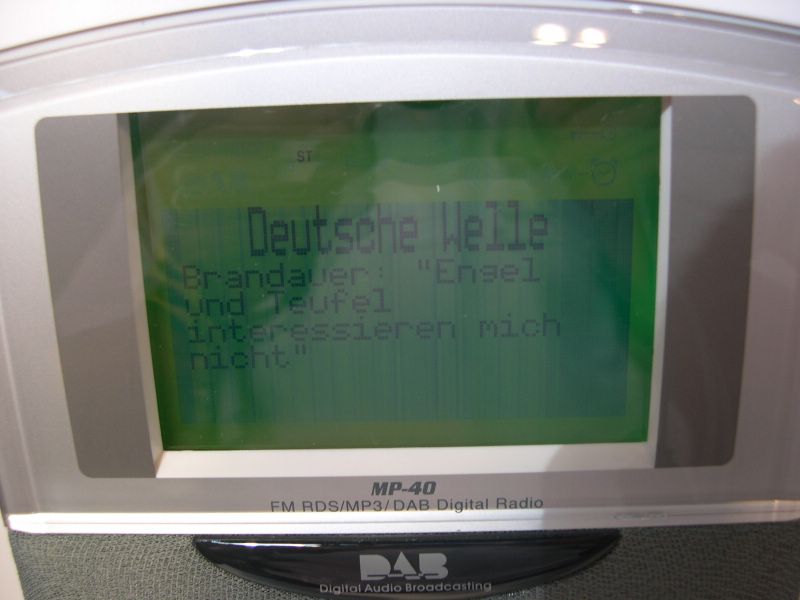 ST
Deutsche Welle
Brandauer: "Engel
und Teufel
interessieren mich
nicht"
MP-40
FM RDS/MP3/DAB Digital Radio
DAB
Digital Audio Broadcasting